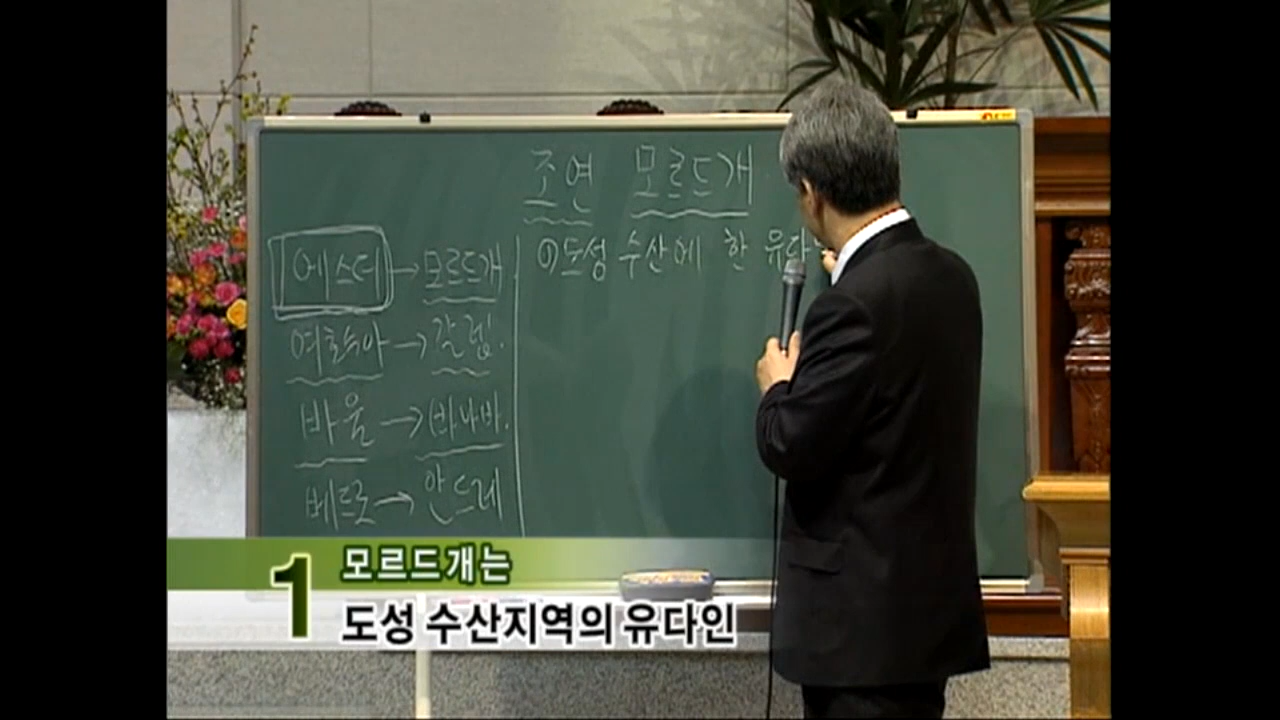 조연 모르드개
에스더→모르드개
여호수아→갈렙.
바울→바나바.
베드로→안드레
①도성 수산에 한 유다
1
모르드개는
도성 수산지역의 유다인